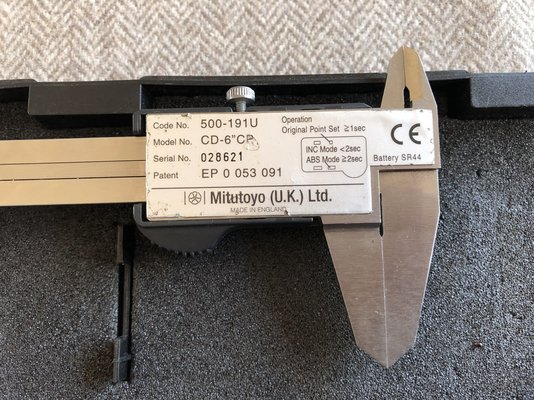 Code No. 500-191U
Model No. CD-6"CP
Serial No. 028621
Patent EP 0 053 091
Operation
Original Point Set ≧1sec
INC Mode <2sec
ABS Mode ≧2sec
CE
Battery SR44
Mitutoyo (U.K.) Ltd.
MADE IN ENGLAND